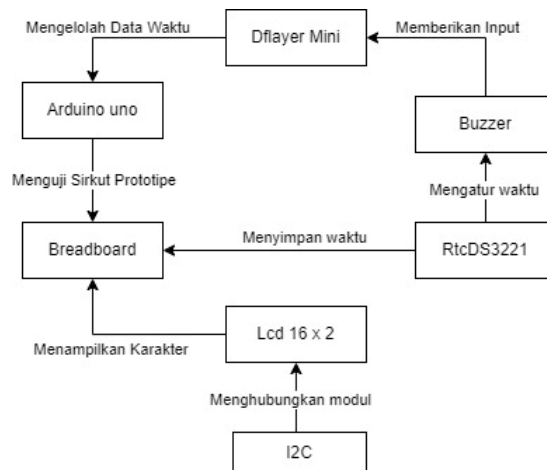 Mengelolah Data Waktu
Dflayer Mini
Memberikan Input
Arduino uno
Buzzer
Menguji Sirkut Prototipe
Mengatur waktu
Breadboard
Menyimpan waktu
RtcDS3221
Lcd 16 x 2
Menampilkan Karakter
Menghubungkan modul
I2C